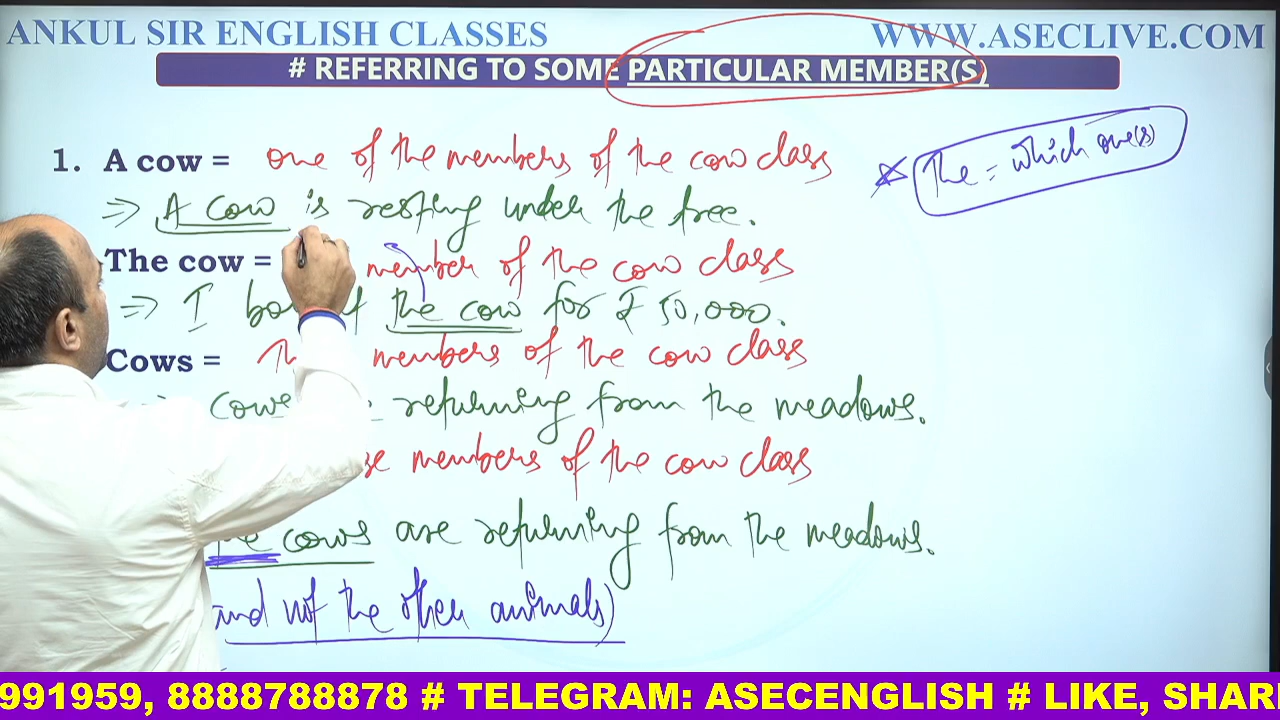 ANKUL SIR ENGLISH CLASSES
WWW.ASECLIVE.COM
# REFERRING TO SOME PARTICULAR MEMBER(S)
1. A cow = one of the members of the cow class
The = which one(s)
⇒ A cow is resting under the tree.
The cow = member of the cow class
⇒ I the cow for ₹ 50,000.
Cows = members of the cow class
cows returning from the meadows.
members of the cow class
the cows are returning from the meadows.
and not the other animals)
991959, 8888788878 # TELEGRAM: ASECENGLISH # LIKE, SHAR